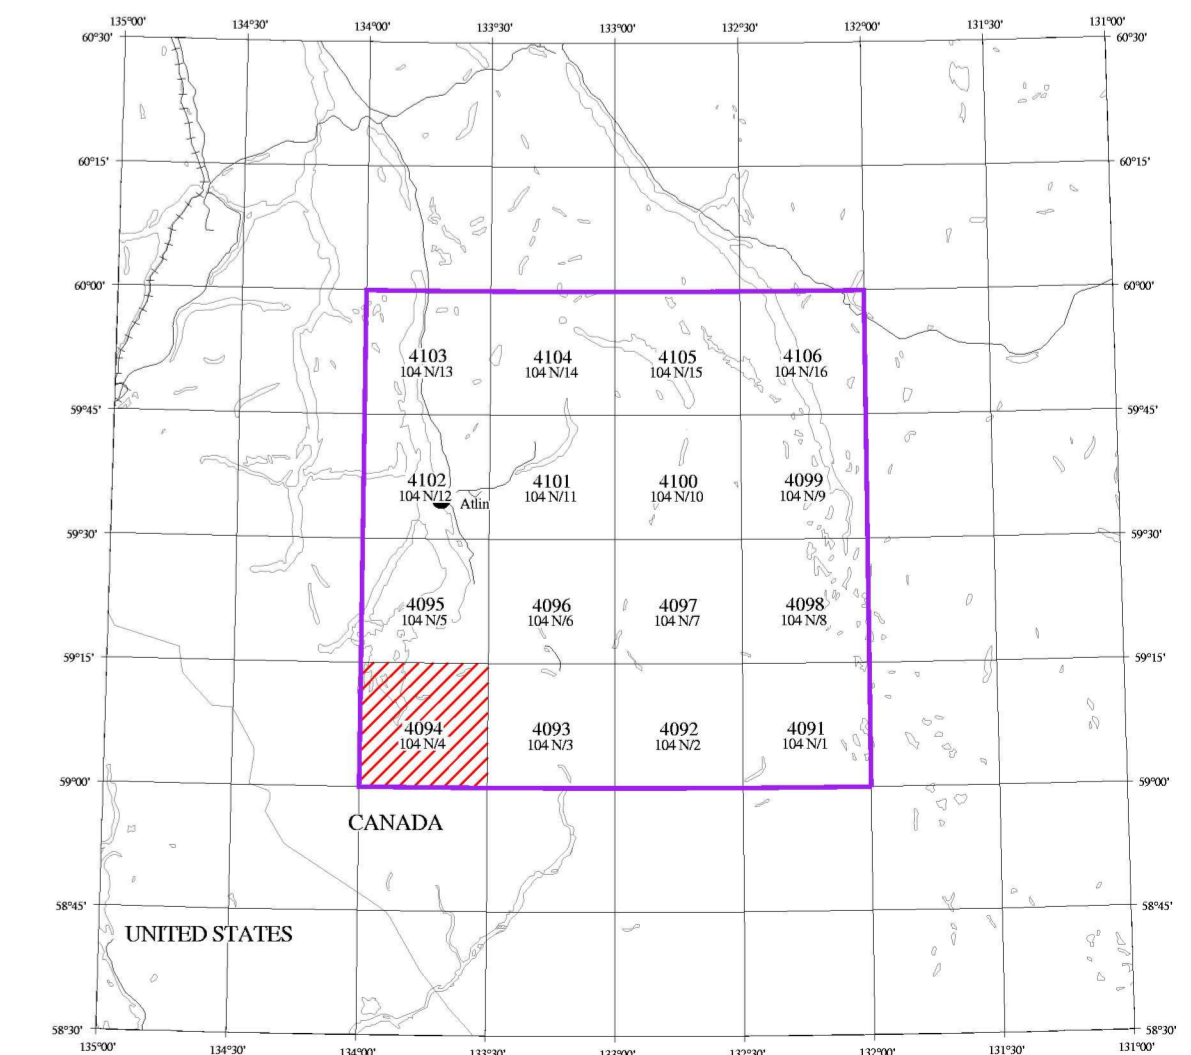 135°00' 134°30' 134°00' 133°30' 133°00' 132°30' 132°00' 131°30' 131°00'
60°30' 60°30'
60°15' 60°15'
60°00' 60°00'
4103 4104 4105 4106
104 N/13 104 N/14 104 N/15 104 N/16
59°45' 59°45'
4102 4101 4100 4099
104 N/12 104 N/11 104 N/10 104 N/9
Atlin
59°30' 59°30'
4095 4096 4097 4098
104 N/5 104 N/6 104 N/7 104 N/8
59°15' 59°15'
4094 4093 4092 4091
104 N/4 104 N/3 104 N/2 104 N/1
59°00' 59°00'
CANADA
58°45' 58°45'
UNITED STATES
58°30' 58°30'
135°00' 134°30' 134°00' 133°30' 133°00' 132°30' 132°00' 131°30' 131°00'